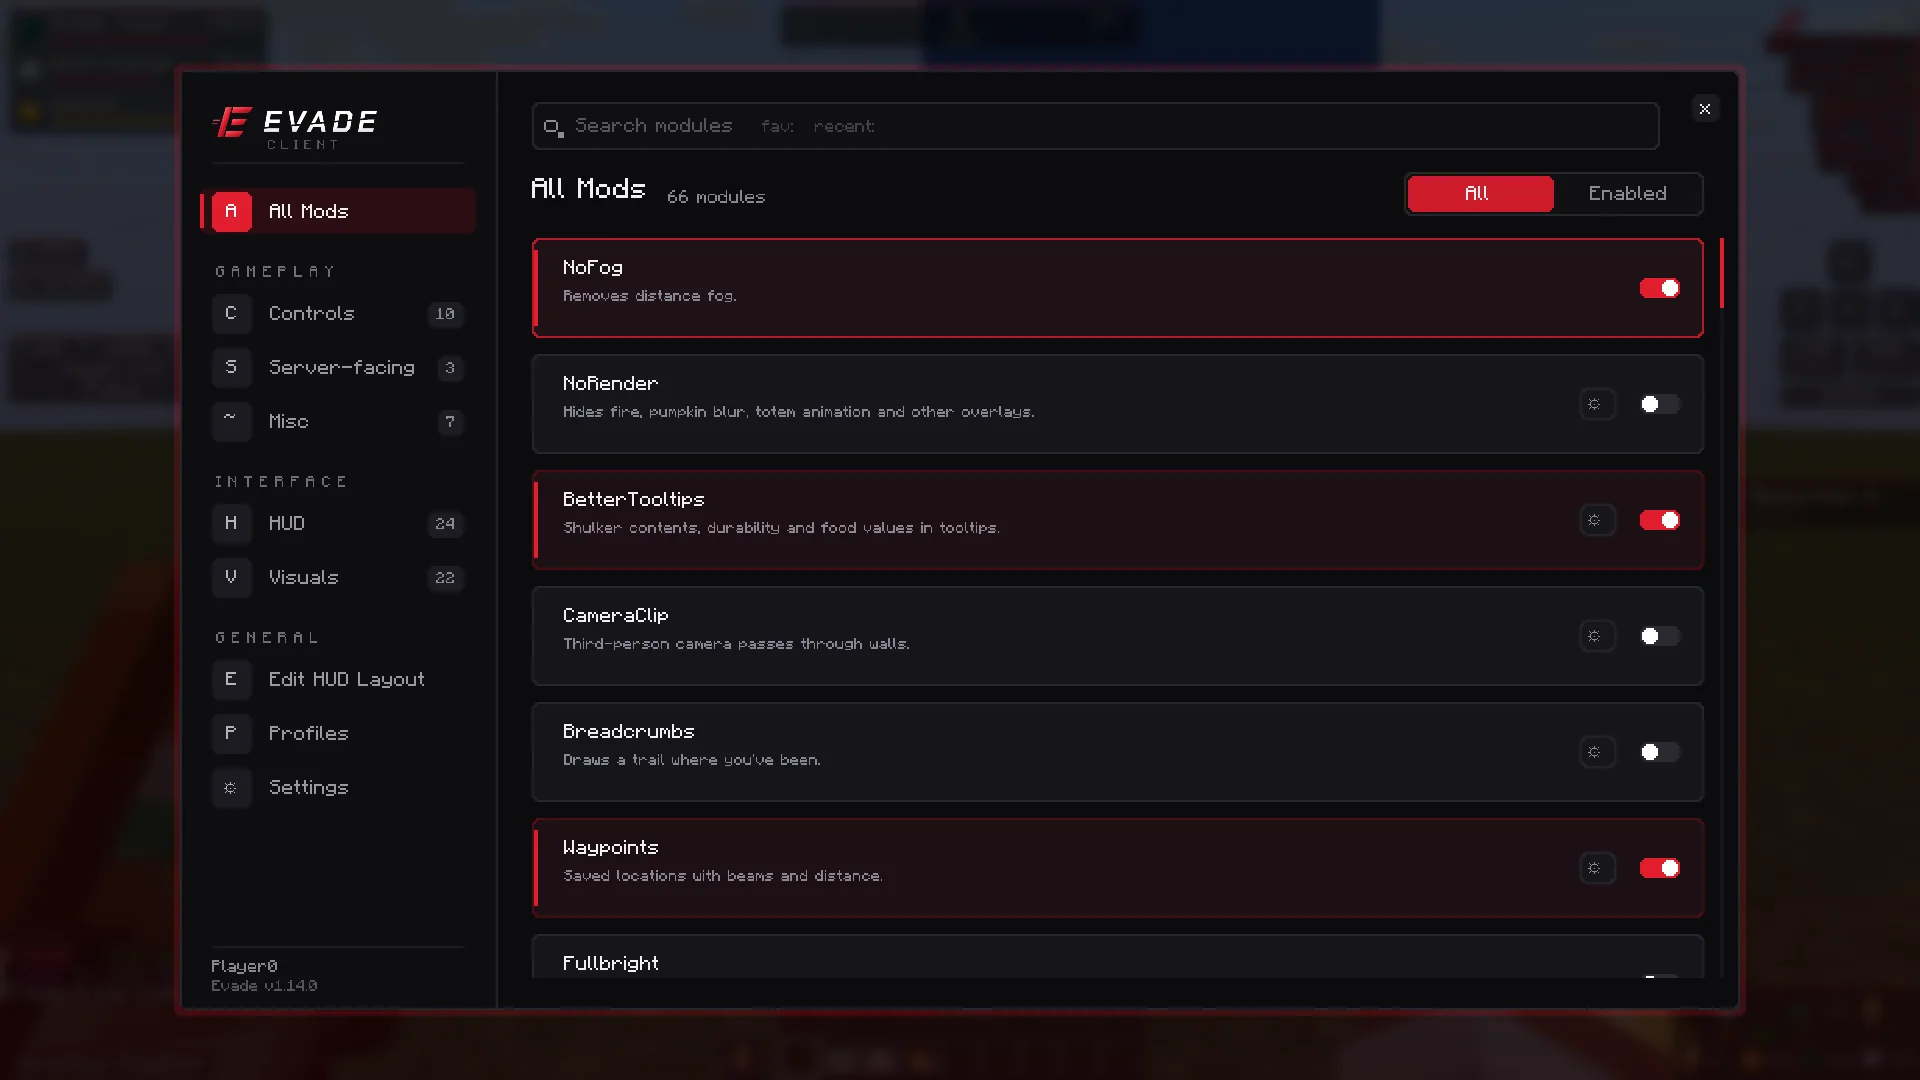 EVADE
CLIENT
A All Mods
GAMEPLAY
C Controls 10
S Server-facing 3
~ Misc 7
INTERFACE
H HUD 24
V Visuals 22
GENERAL
E Edit HUD Layout
P Profiles
Settings
Player0
Evade v1.14.0
Search modules fav: recent:
All Mods 66 modules
All Enabled
NoFog
Removes distance fog.
NoRender
Hides fire, pumpkin blur, totem animation and other overlays.
BetterTooltips
Shulker contents, durability and food values in tooltips.
CameraClip
Third-person camera passes through walls.
Breadcrumbs
Draws a trail where you've been.
Waypoints
Saved locations with beams and distance.
Fullbright